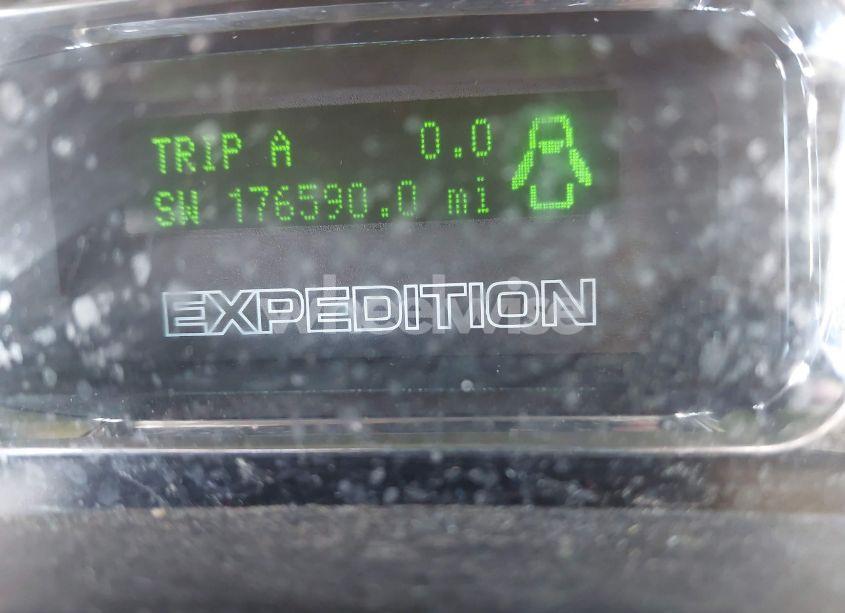 TRIP A 0.0
SW 176590.0 mi
EXPEDITION